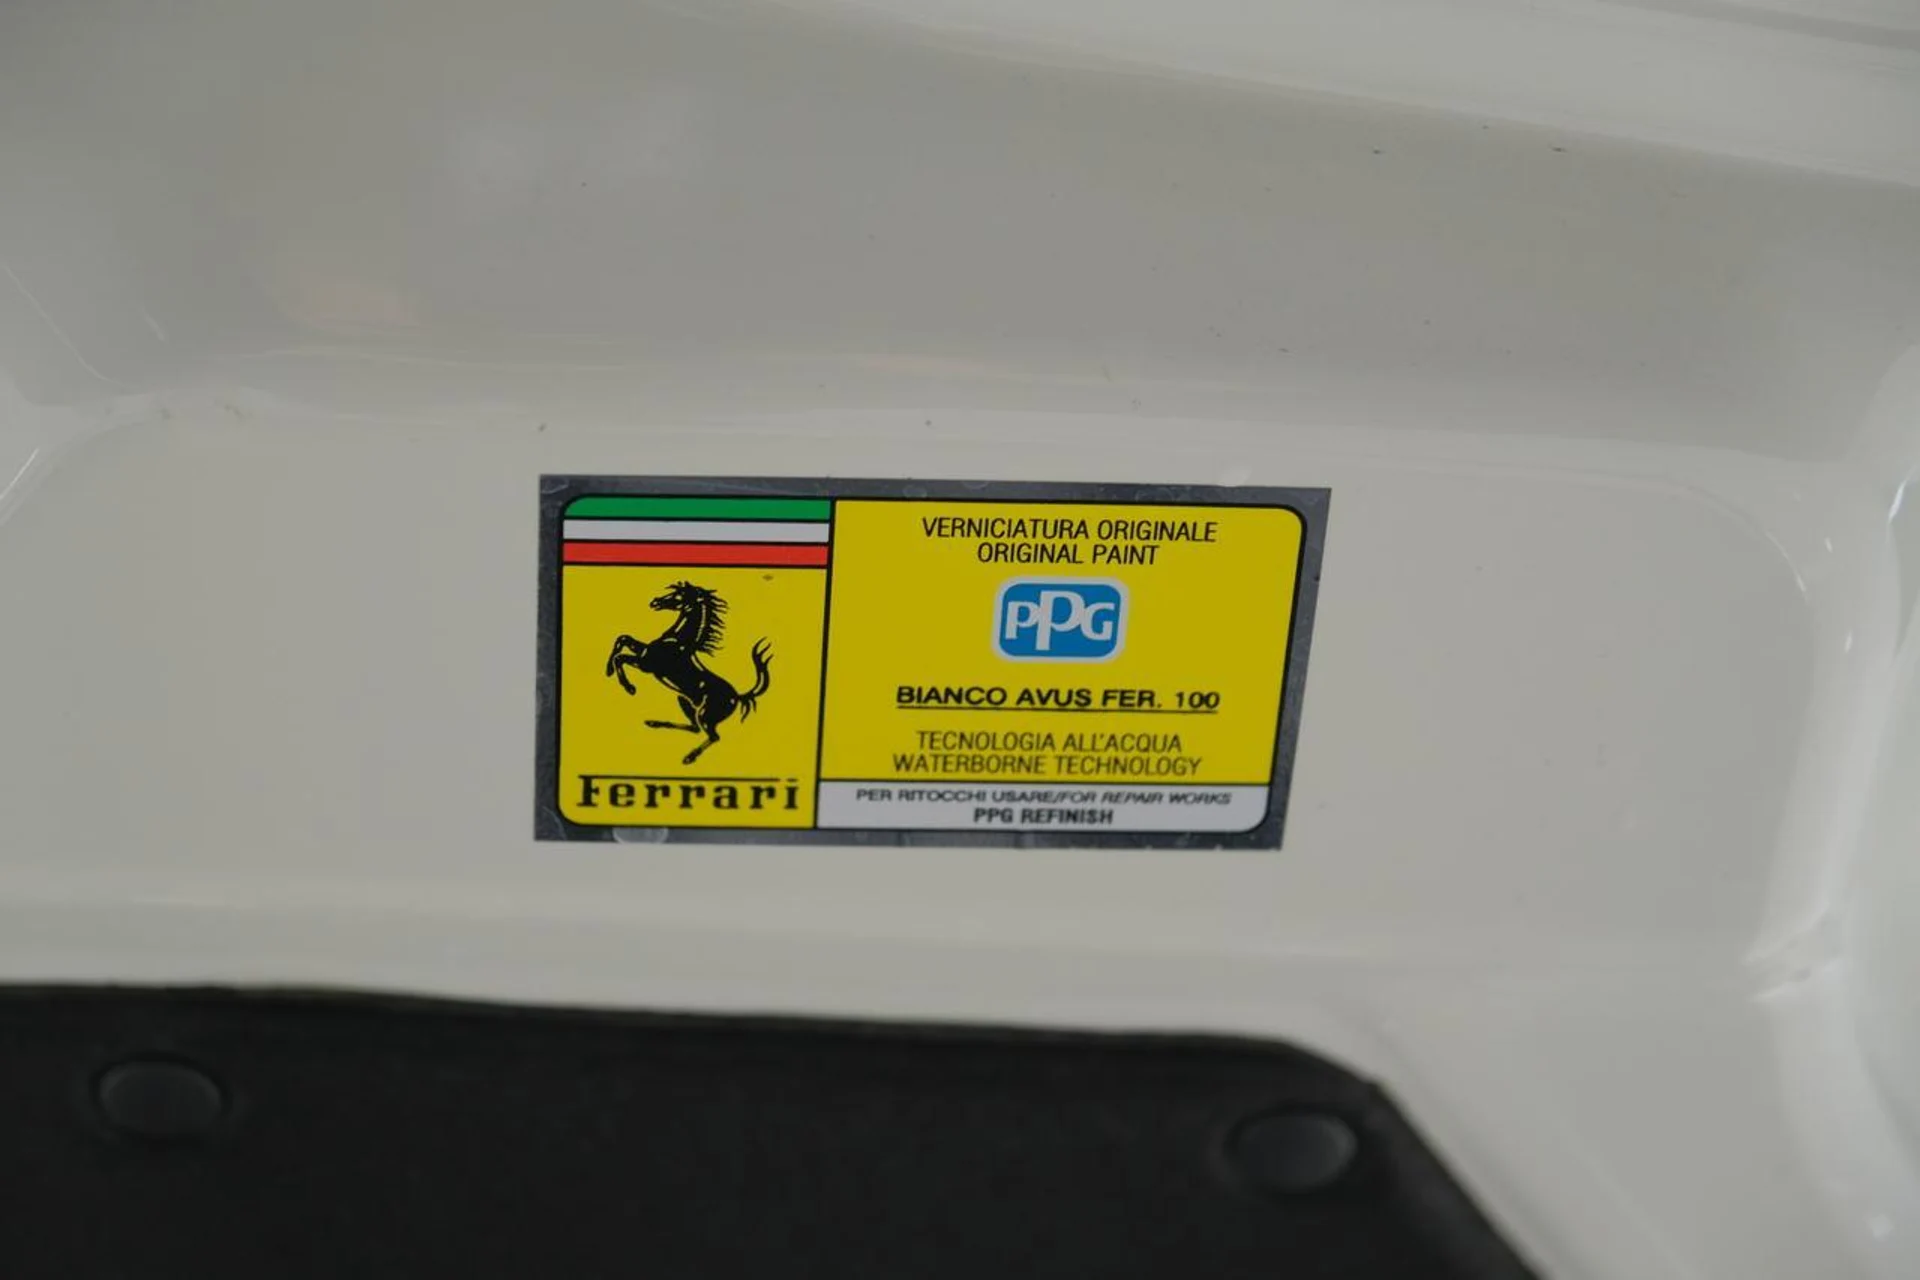 Ferrari
VERNICIATURA ORIGINALE
ORIGINAL PAINT
PPG
BIANCO AVUS FER. 100
TECNOLOGIA ALL'ACQUA
WATERBORNE TECHNOLOGY
PER RITOCCHI USARE/FOR REPAIR WORKS
PPG REFINISH